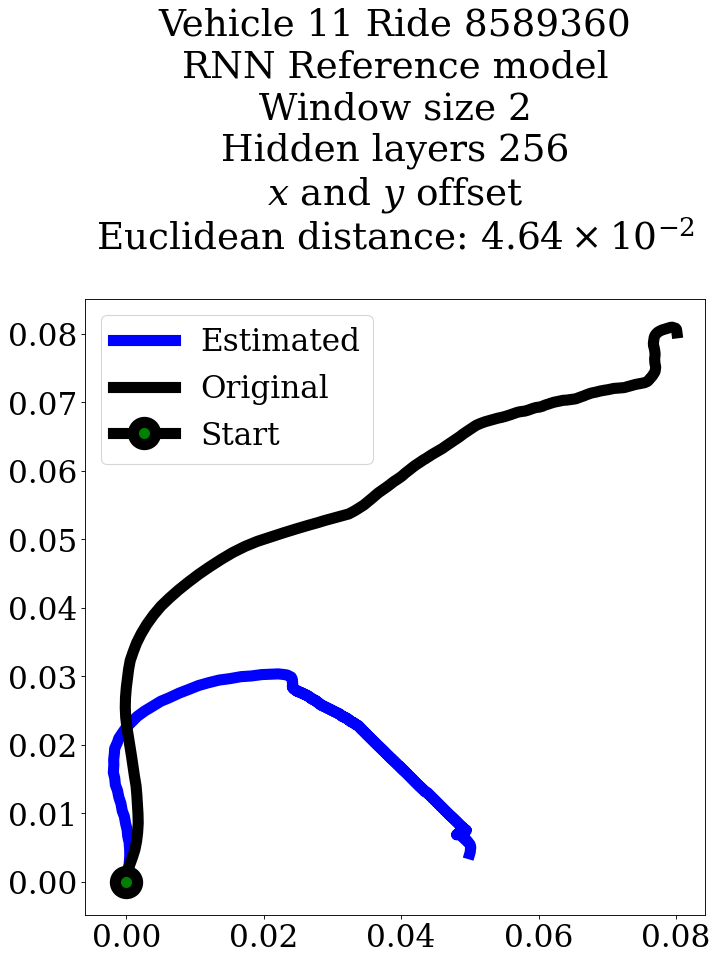 Vehicle 11 Ride 8589360
RNN Reference model
Window size 2
Hidden layers 256
x and y offset
Euclidean distance: 4.64 × 10⁻²
Estimated
Original
Start
0.08
0.07
0.06
0.05
0.04
0.03
0.02
0.01
0.00
0.00 0.02 0.04 0.06 0.08